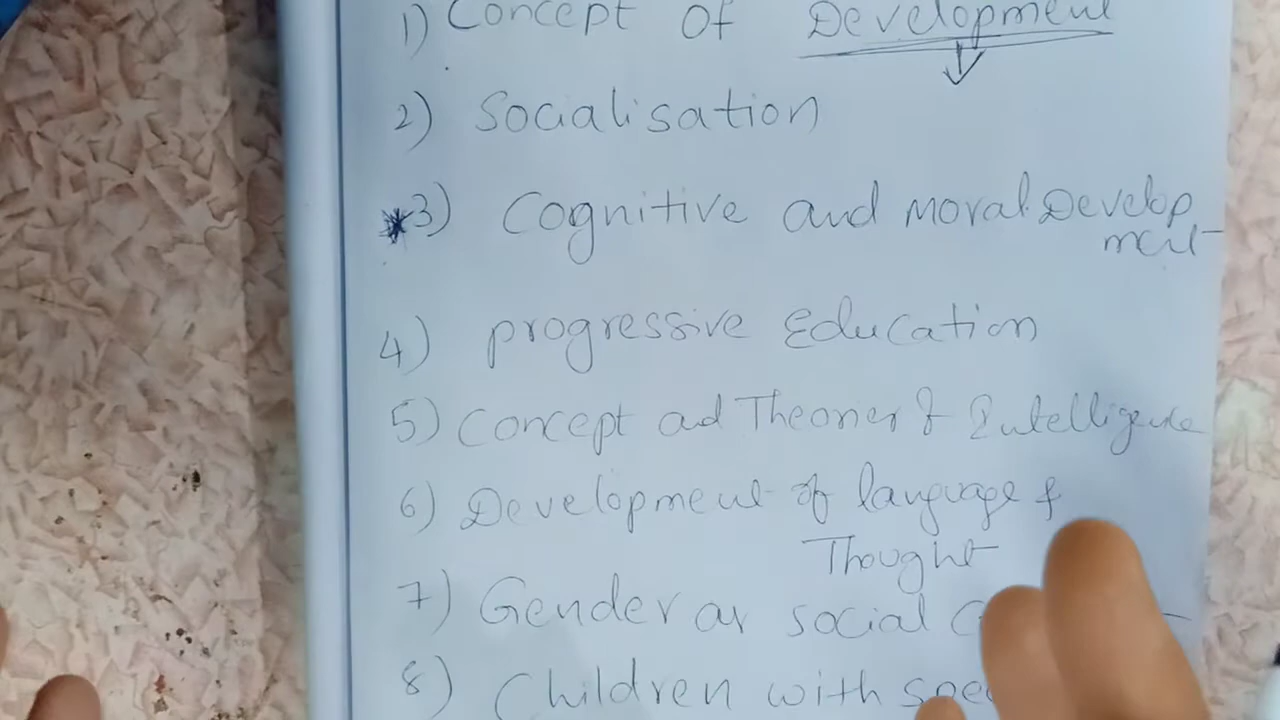 1) Concept of Development
2) Socialisation
*3) Cognitive and moral Develop
ment
4) progressive Education
5) Concept ad Theories of Intelligence
6) Development of language &
Thought
7) Gender as social
8) Children with